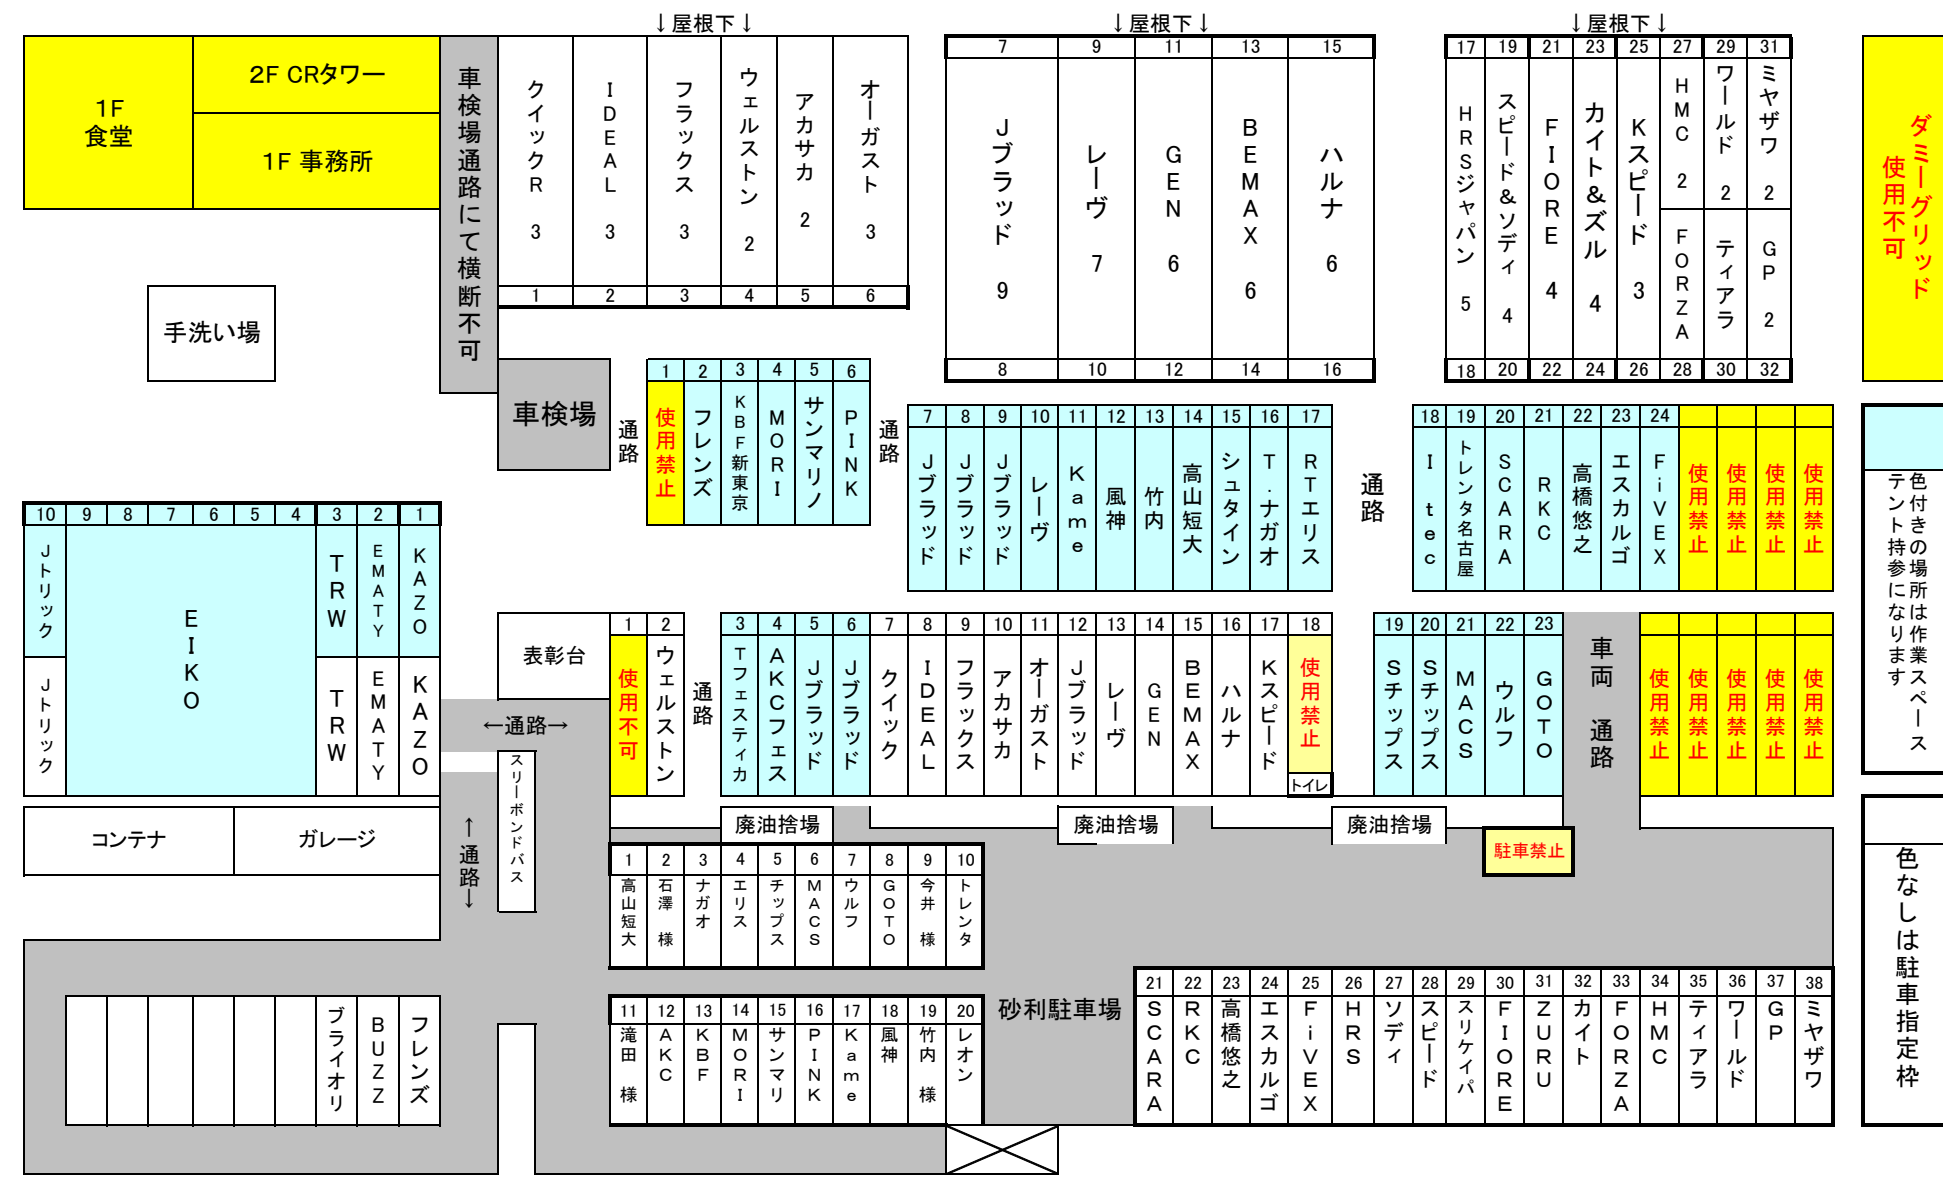 ↓屋根下↓
↓屋根下↓
↓屋根下↓
1F
食堂
2F CRタワー
1F 事務所
車検場通路にて横断不可
クイックR 3
IDEAL 3
フラックス 3
ウェルストン 2
アカサカ 2
オーガスト 3
1 2 3 4 5 6
7 9 11 13 15
Jブラッド 9
レーヴ 7
GEN 6
BEMAX 6
ハルナ 6
8 10 12 14 16
17 19 21 23 25 27 29 31
HRSジャパン 5
スピード&ソディ 4
FIORE 4
カイト&ズル 4
Kスピード 3
HMC 2
ワールド 2
ミヤザワ 2
FORZA
ティアラ
GP 2
18 20 22 24 26 28 30 32
ダミーグリッド
使用不可
手洗い場
車検場
通路
1 2 3 4 5 6
使用禁止
フレンズ
KBF新東京
MORI
サンマリノ
PINK
通路
7 8 9 10 11 12 13 14 15 16 17
Jブラッド
Jブラッド
Jブラッド
レーヴ
Kame
風神
竹内
高山短大
シュタイン
T.ナガオ
RTエリス
通路
18 19 20 21 22 23 24
Itec
トレンタ名古屋
SCARA
RKC
高橋悠之
エスカルゴ
FiVEX
使用禁止
使用禁止
使用禁止
使用禁止
色付きの場所は作業スペース
テント持参になります
10 9 8 7 6 5 4 3 2 1
Jトリック
EIKO
TRW
EMATY
KAZO
Jトリック
TRW
EMATY
KAZO
表彰台
1 2
使用不可
ウェルストン
通路
3 4 5 6 7 8 9 10 11 12 13 14 15 16 17 18
Tフェスティカ
AKCフェス
Jブラッド
Jブラッド
クイック
IDEAL
フラックス
アカサカ
オーガスト
Jブラッド
レーヴ
GEN
BEMAX
ハルナ
Kスピード
使用禁止
トイレ
19 20 21 22 23
Sチップス
Sチップス
MACS
ウルフ
GOTO
車両 通路
使用禁止
使用禁止
使用禁止
使用禁止
←通路→
スリーボンドバス
コンテナ
ガレージ
←通路→
廃油捨場
廃油捨場
廃油捨場
駐車禁止
1 2 3 4 5 6 7 8 9 10
高山短大
石澤 様
ナガオ
エリス
チップス
MACS
ウルフ
GOTO
今井 様
トレンタ
色なしは駐車指定枠
ブライオリ
BUZZ
フレンズ
11 12 13 14 15 16 17 18 19 20
滝田 様
AKC
KBF
MORI
サンマリ
PINK
Kame
風神
竹内 様
レオン
砂利駐車場
21 22 23 24 25 26 27 28 29 30 31 32 33 34 35 36 37 38
SCARA
RKC
高橋悠之
エスカルゴ
FiVEX
HRS
ソディ
スピード
スリケイパ
FIORE
ZURU
カイト
FORZA
HMC
ティアラ
ワールド
GP
ミヤザワ